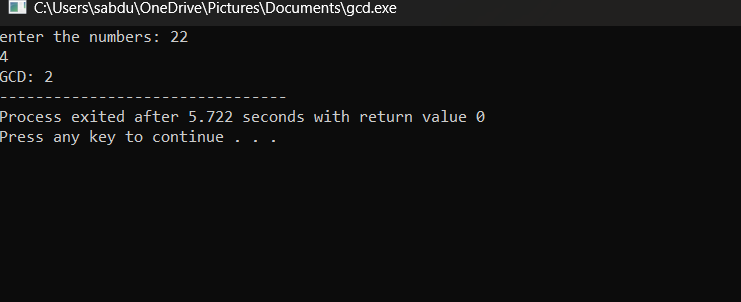 C:\Users\sabdu\OneDrive\Pictures\Documents\gcd.exe
enter the numbers: 22
4
GCD: 2
--------------------------------
Process exited after 5.722 seconds with return value 0
Press any key to continue . . .